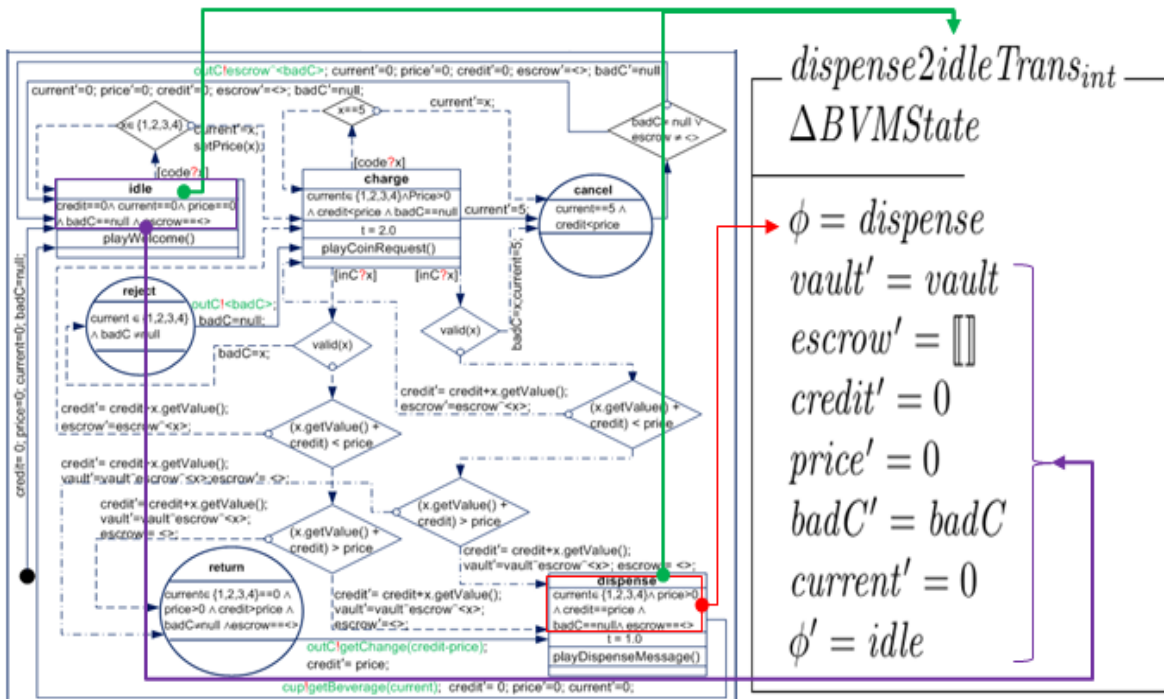 outC!escrow⌢<badC>; current'=0; price'=0; credit'=0; escrow'=<>; badC'=null
current'=0; price'=0; credit'=0; escrow'=<>; badC'=null;
x∈{1,2,3,4}
current'=x;
setPrice(x);
[code?x]
x==5
current'=x;
[code?x]
badC≠ null ∨
escrow ≠ <>
idle
credit==0∧ current==0∧ price==0
∧ badC==null ∧ escrow==<>
playWelcome()
charge
current∈ {1,2,3,4}∧Price>0
∧ credit<price ∧ badC==null
t = 2.0
playCoinRequest()
[inC?x]
[inC?x]
current'=5;
cancel
current==5 ∧
credit<price
reject
current ∈{1,2,3,4}
∧ badC ≠null
outC!<badC>;
badC=null;
badC=x;
valid(x)
valid(x)
badC=x;current=5;
credit'= credit+x.getValue();
escrow'=escrow⌢<x>;
(x.getValue() +
credit) < price
credit'= credit+x.getValue();
escrow'=escrow⌢<x>;
(x.getValue() +
credit) < price
credit'= credit+x.getValue();
vault'=vault⌢escrow⌢<x>;escrow'= <>;
credit'= credit+x.getValue();
vault'=vault⌢escrow⌢<x>;
escrow'= <>;
(x.getValue() +
credit) > price
(x.getValue() +
credit) > price
credit'= credit+x.getValue();
vault'=vault⌢escrow⌢<x>; escrow'= <>;
credit'= credit+x.getValue();
vault'=vault⌢escrow⌢<x>;
escrow'=<>;
return
current∈{1,2,3,4}==0 ∧
price>0 ∧ credit>price ∧
badC≠null ∧escrow==<>
outC!getChange(credit-price);
credit'= price;
dispense
current∈{1,2,3,4}∧ price>0
∧ credit==price ∧
badC==null∧ escrow==<>
t = 1.0
playDispenseMessage()
cup!getBeverage(current); credit'= 0; price'=0; current'=0;
credit= 0; price=0; current=0; badC=null;
dispense2idleTrans_int
ΔBVMState
ϕ = dispense
vault' = vault
escrow' = ⟦⟧
credit' = 0
price' = 0
badC' = badC
current' = 0
ϕ' = idle